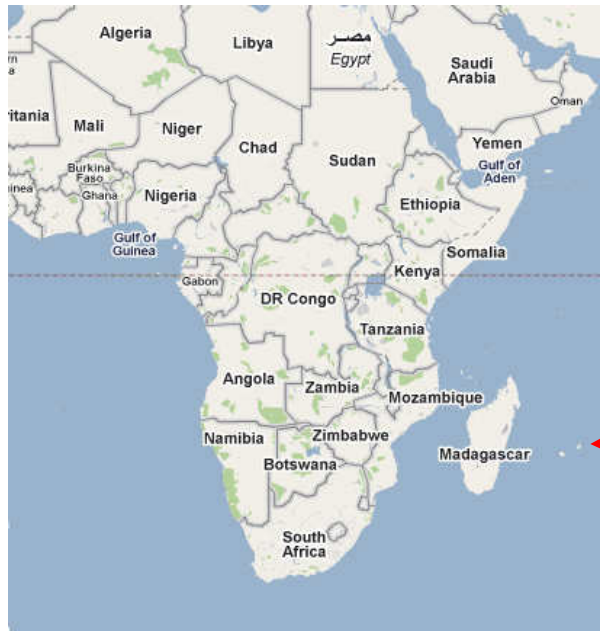 Algeria
Libya
مصر
Egypt
Saudi
Arabia
Oman
itania
Mali
Niger
Chad
Sudan
Yemen
Gulf of
Aden
Burkina
Faso
inea
Ghana
Nigeria
Ethiopia
Gulf of
Guinea
Somalia
Kenya
Gabon
DR Congo
Tanzania
Angola
Zambia
Mozambique
Namibia
Zimbabwe
Botswana
Madagascar
South
Africa